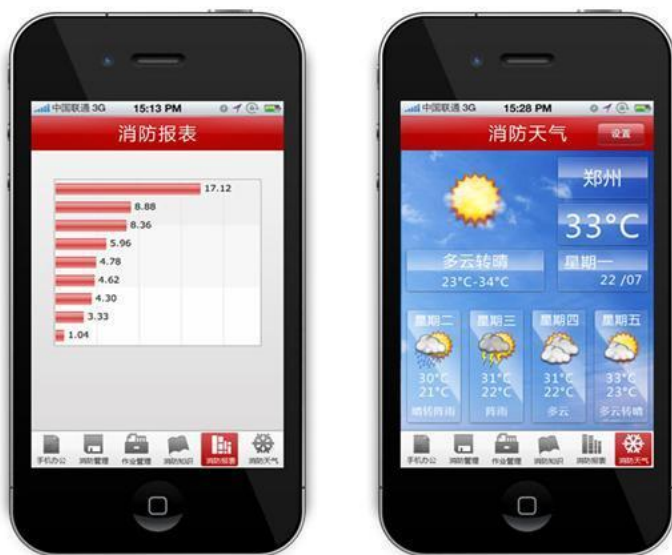 中国联通 3G 15:13 PM
消防报表
17.12
8.88
8.36
5.96
4.78
4.62
4.30
3.33
1.04
手机办公 消防管理 作业管理 消防知识 消防报表 消防天气
中国联通 3G 15:28 PM
消防天气 设置
郑州
33°C
多云转晴 星期一
23°C-34°C 22 /07
星期二 星期三 星期四 星期五
30°C 31°C 31°C 33°C
21°C 22°C 22°C 23°C
晴转阵雨 阵雨 多云 多云转晴
手机办公 消防管理 作业管理 消防知识 消防报表 消防天气